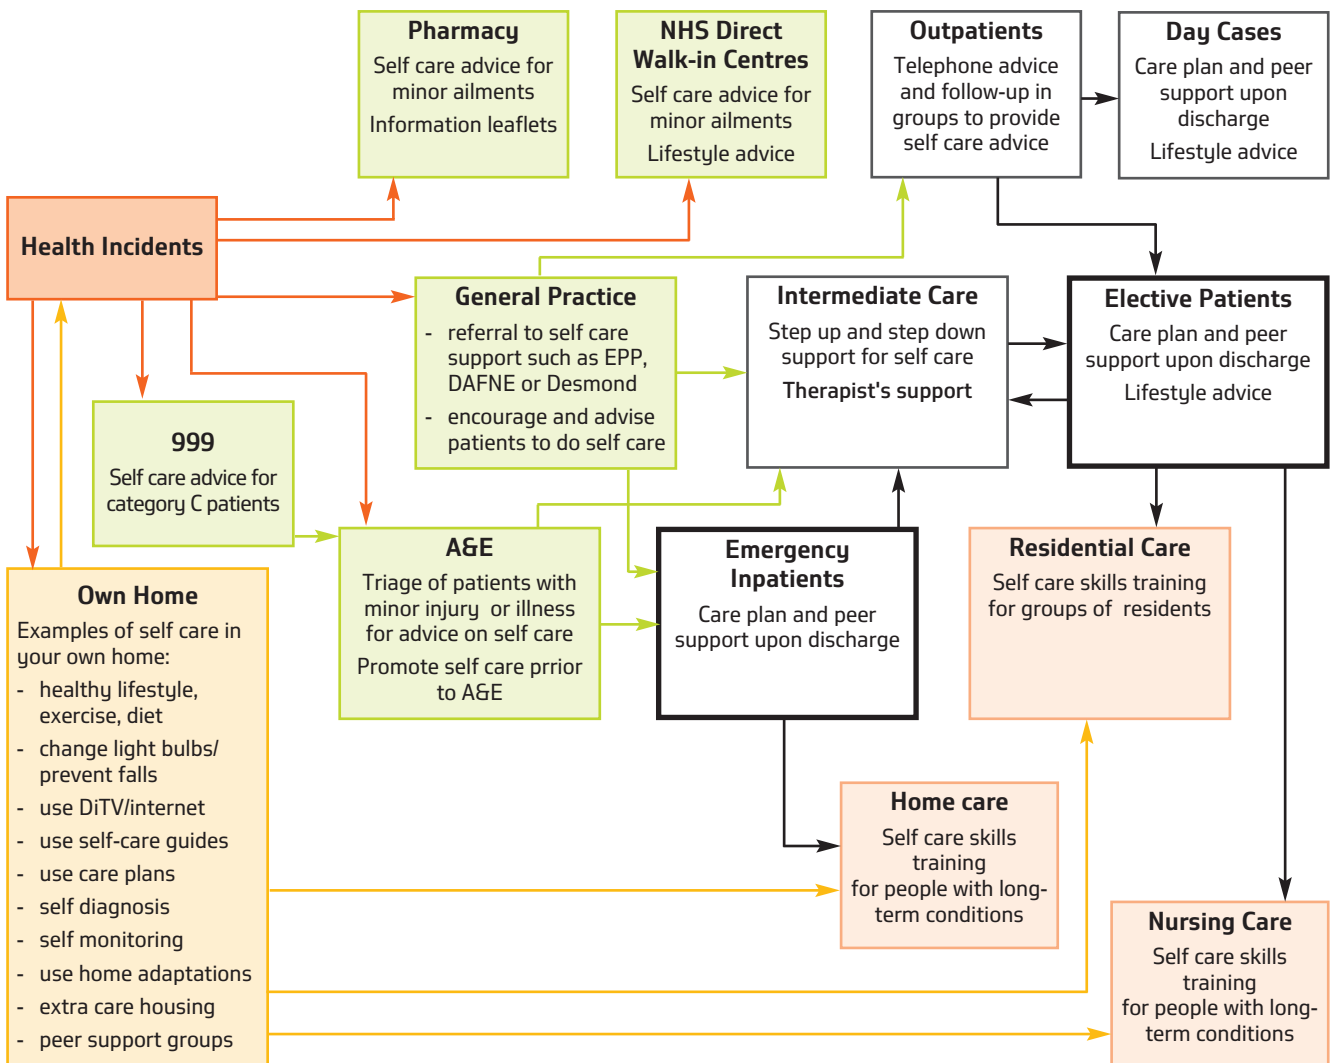 Pharmacy
Self care advice for
minor ailments
Information leaflets
NHS Direct
Walk-in Centres
Self care advice for
minor ailments
Lifestyle advice
Outpatients
Telephone advice
and follow-up in
groups to provide
self care advice
Day Cases
Care plan and peer
support upon
discharge
Lifestyle advice
Health Incidents
General Practice
- referral to self care
support such as EPP,
DAFNE or Desmond
- encourage and advise
patients to do self care
Intermediate Care
Step up and step down
support for self care
Therapist's support
Elective Patients
Care plan and peer
support upon discharge
Lifestyle advice
999
Self care advice for
category C patients
A&E
Triage of patients with
minor injury or illness
for advice on self care
Promote self care prrior
to A&E
Emergency
Inpatients
Care plan and peer
support upon discharge
Residential Care
Self care skills training
for groups of residents
Own Home
Examples of self care in
your own home:
- healthy lifestyle,
exercise, diet
- change light bulbs/
prevent falls
- use DiTV/internet
- use self-care guides
- use care plans
- self diagnosis
- self monitoring
- use home adaptations
- extra care housing
- peer support groups
Home care
Self care skills
training
for people with long-
term conditions
Nursing Care
Self care skills
training
for people with long-
term conditions